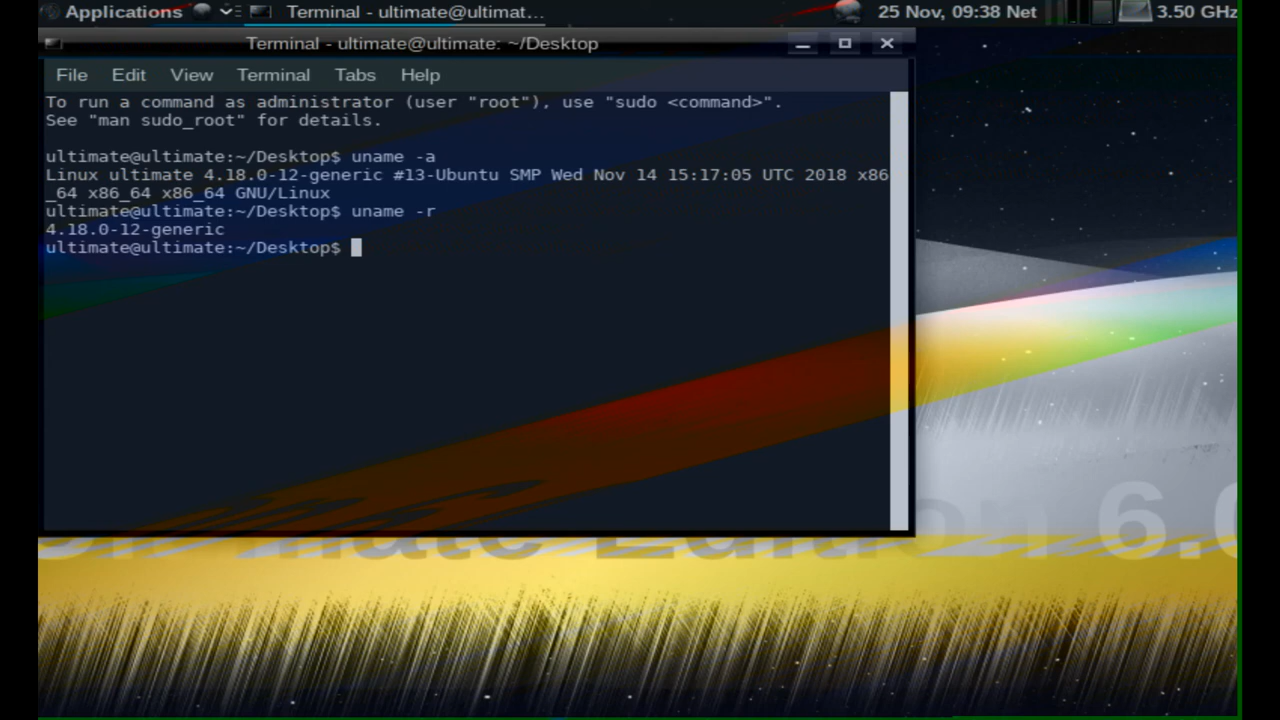 Applications Terminal - ultimate@ultimat... 25 Nov, 09:38 Net 3.50 GHz
Terminal - ultimate@ultimate: ~/Desktop
File Edit View Terminal Tabs Help
To run a command as administrator (user "root"), use "sudo <command>".
See "man sudo_root" for details.
ultimate@ultimate:~/Desktop$ uname -a
Linux ultimate 4.18.0-12-generic #13-Ubuntu SMP Wed Nov 14 15:17:05 UTC 2018 x86
_64 x86_64 x86_64 GNU/Linux
ultimate@ultimate:~/Desktop$ uname -r
4.18.0-12-generic
ultimate@ultimate:~/Desktop$
Edition 6.0